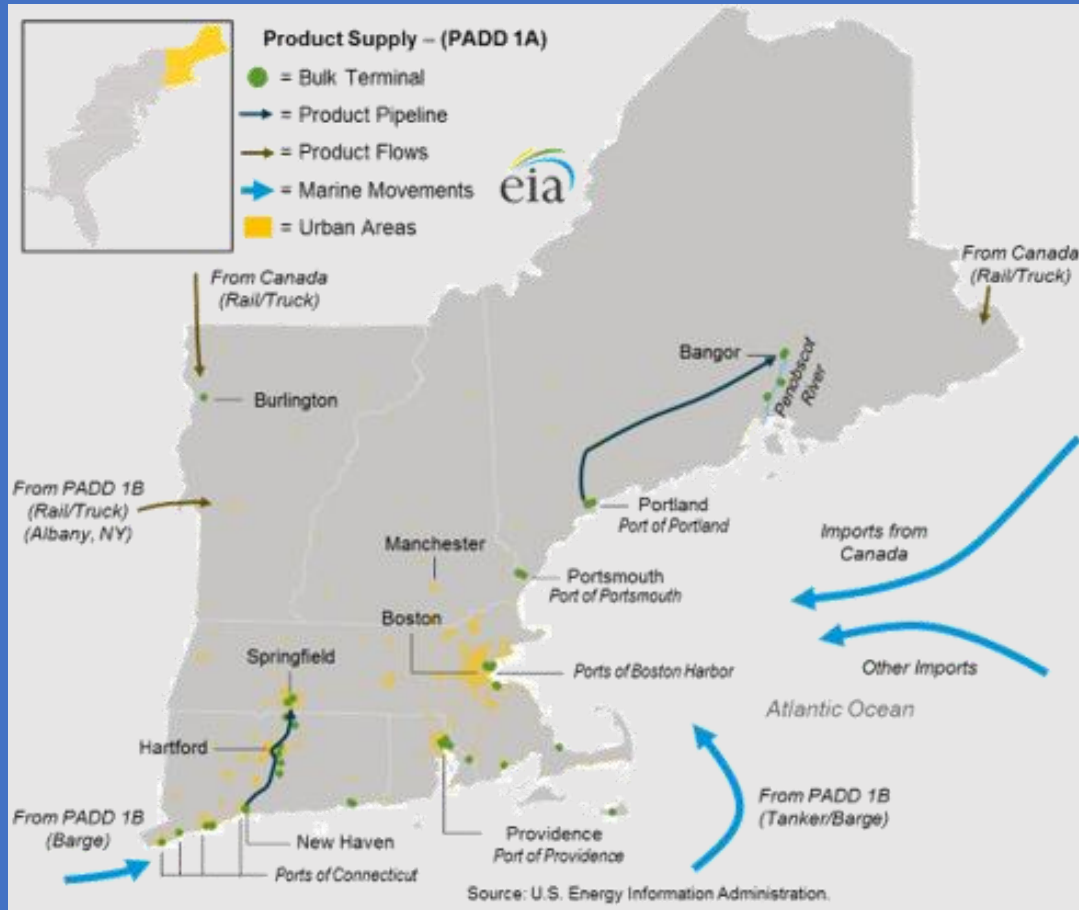 Product Supply – (PADD 1A)
= Bulk Terminal
= Product Pipeline
= Product Flows
= Marine Movements
= Urban Areas
eia
From Canada
(Rail/Truck)
From Canada
(Rail/Truck)
Bangor
Penobscot
River
Burlington
From PADD 1B
(Rail/Truck)
(Albany, NY)
Portland
Port of Portland
Manchester
Imports from
Canada
Portsmouth
Port of Portsmouth
Boston
Springfield
Ports of Boston Harbor
Other Imports
Atlantic Ocean
Hartford
From PADD 1B
(Barge)
From PADD 1B
(Tanker/Barge)
New Haven
Providence
Port of Providence
Ports of Connecticut
Source: U.S. Energy Information Administration.